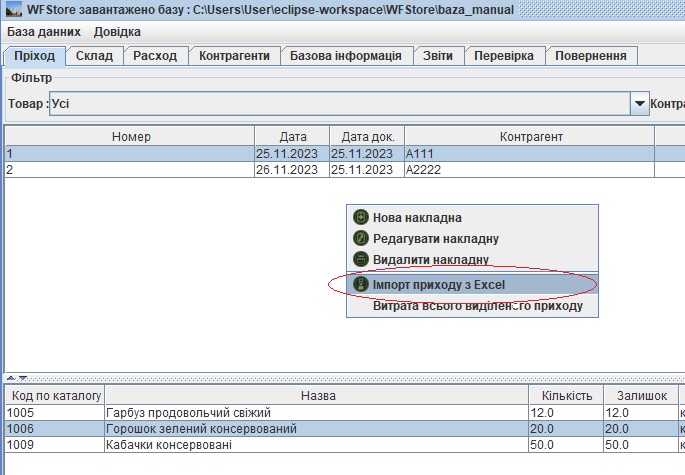 WFStore завантажено базу : C:\Users\User\eclipse-workspace\WFStore\baza_manual
База данних Довідка
Пріход Склад Расход Контрагенти Базова інформація Звіти Перевірка Повернення
Фільтр
Товар : Усі Контра
Номер Дата Дата док. Контрагент
1 25.11.2023 25.11.2023 А111
2 26.11.2023 25.11.2023 А2222
Нова накладна
Редагувати накладну
Видалити накладну
Імпорт приходу з Excel
Витрата всього виділеного приходу
Код по каталогу Назва Кількість Залишок
1005 Гарбуз продовольчий свіжий 12.0 12.0
1006 Горошок зелений консервований 20.0 20.0
1009 Кабачки консервовані 50.0 50.0